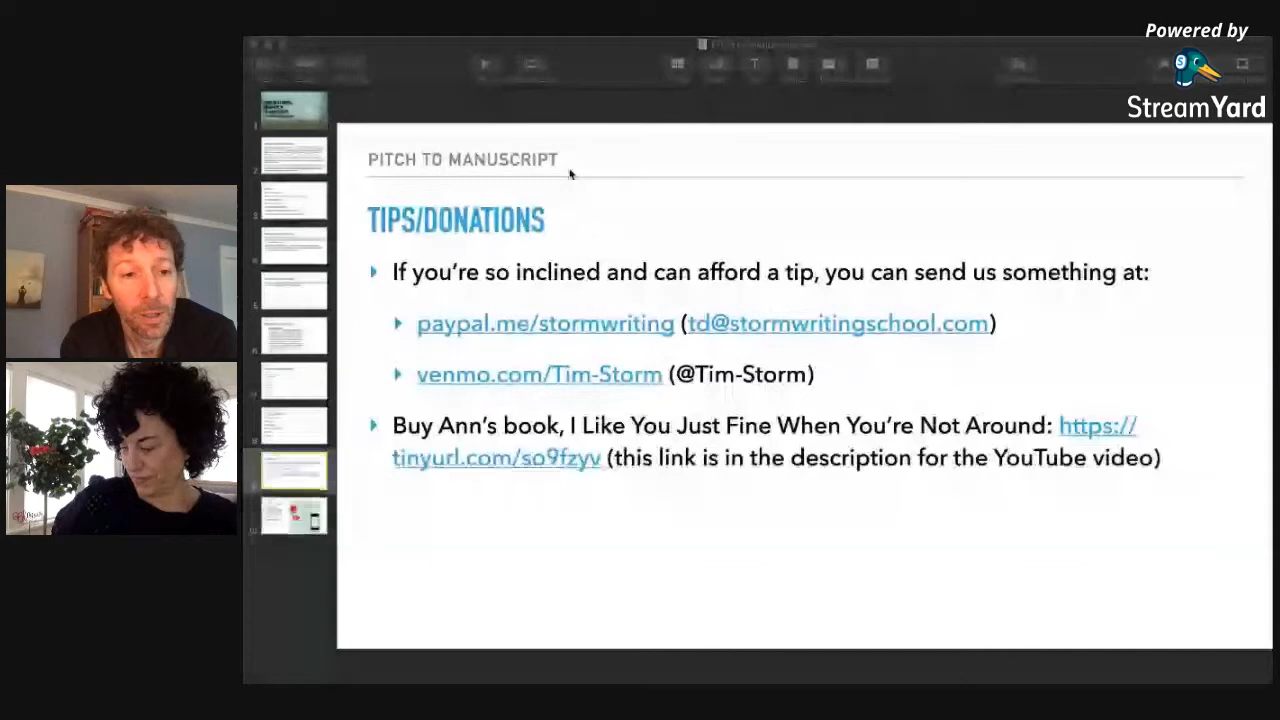 Powered by
StreamYard
PITCH TO MANUSCRIPT
TIPS/DONATIONS
If you’re so inclined and can afford a tip, you can send us something at:
paypal.me/stormwriting (td@stormwritingschool.com)
venmo.com/Tim-Storm (@Tim-Storm)
Buy Ann’s book, I Like You Just Fine When You’re Not Around: https://
tinyurl.com/so9fzyv (this link is in the description for the YouTube video)